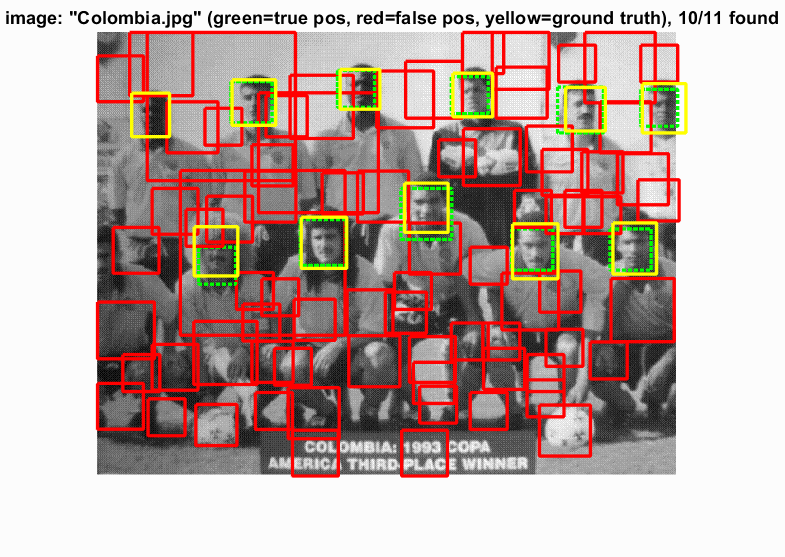 image: "Colombia.jpg" (green=true pos, red=false pos, yellow=ground truth), 10/11 found
COLOMBIA: 1993 COPA
AMERICA THIRD PLACE WINNER